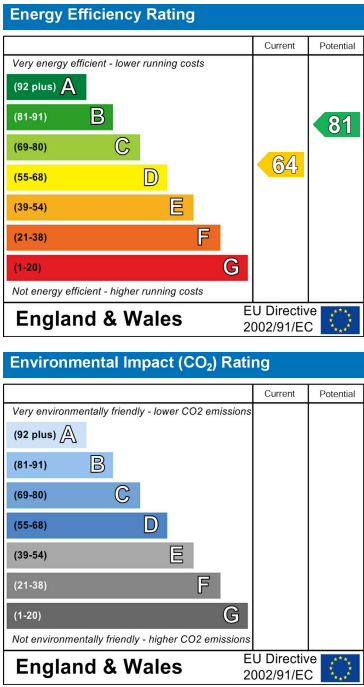 Energy Efficiency Rating
Current Potential
Very energy efficient - lower running costs
(92 plus) A
(81-91) B
81
(69-80) C
64
(55-68) D
(39-54) E
(21-38) F
(1-20) G
Not energy efficient - higher running costs
England & Wales
EU Directive
2002/91/EC
Environmental Impact (CO₂) Rating
Current Potential
Very environmentally friendly - lower CO2 emissions
(92 plus) A
(81-91) B
(69-80) C
(55-68) D
(39-54) E
(21-38) F
(1-20) G
Not environmentally friendly - higher CO2 emissions
England & Wales
EU Directive
2002/91/EC